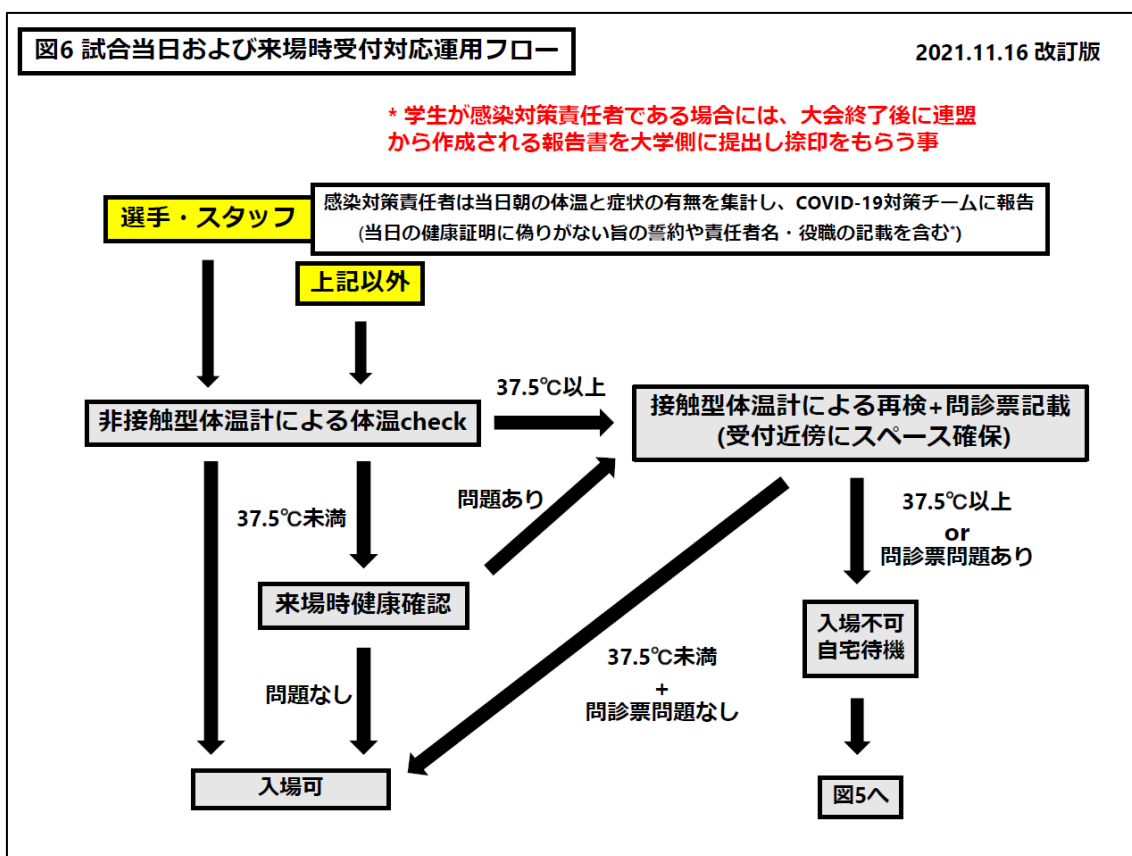 図6 試合当日および来場時受付対応運用フロー
2021.11.16 改訂版
* 学生が感染対策責任者である場合には、大会終了後に連盟
から作成される報告書を大学側に提出し捺印をもらう事
選手・スタッフ
感染対策責任者は当日朝の体温と症状の有無を集計し、COVID-19対策チームに報告
(当日の健康証明に偽りがない旨の誓約や責任者名・役職の記載を含む*)
上記以外
非接触型体温計による体温check
37.5℃以上
接触型体温計による再検+問診票記載
(受付近傍にスペース確保)
37.5℃未満
問題あり
37.5℃以上
or
問診票問題あり
来場時健康確認
入場不可
自宅待機
問題なし
37.5℃未満
+
問診票問題なし
入場可
図5へ